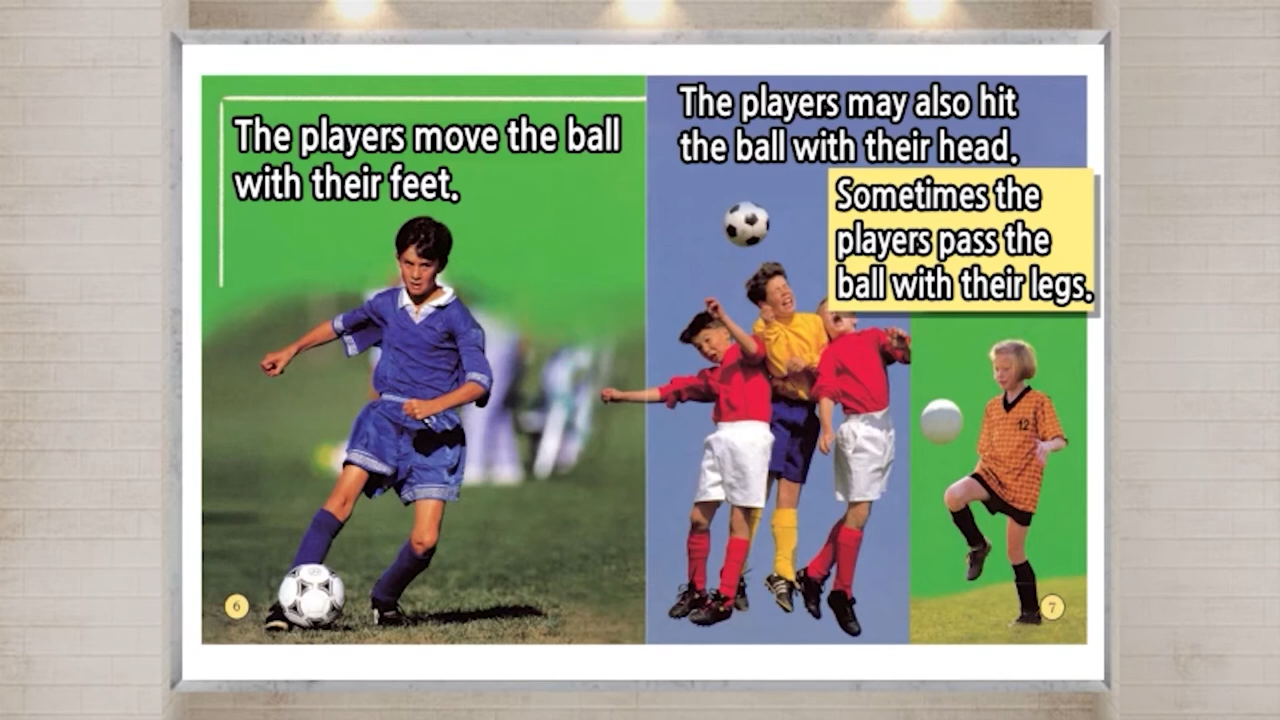 The players move the ball
with their feet.
6
The players may also hit
the ball with their head.
Sometimes the
players pass the
ball with their legs.
12
7